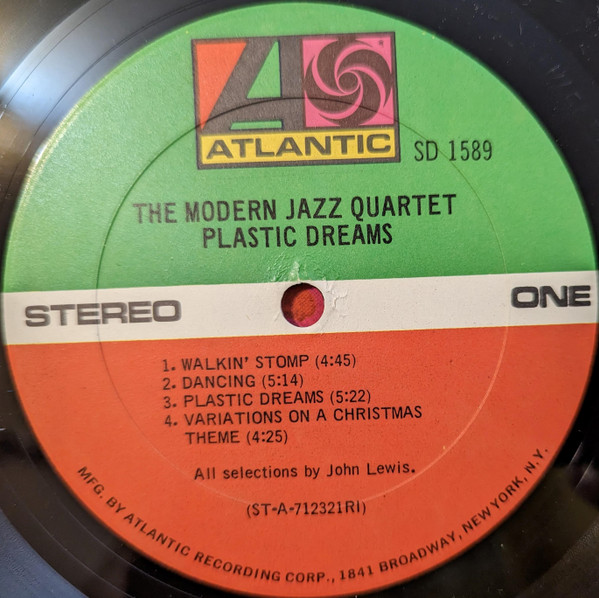 ATLANTIC
SD 1589
THE MODERN JAZZ QUARTET
PLASTIC DREAMS
STEREO
ONE
1. WALKIN' STOMP (4:45)
2. DANCING (5:14)
3. PLASTIC DREAMS (5:22)
4. VARIATIONS ON A CHRISTMAS
THEME (4:25)
All selections by John Lewis.
(ST-A-712321RI)
MFG. BY ATLANTIC RECORDING CORP., 1841 BROADWAY, NEW YORK, N.Y.